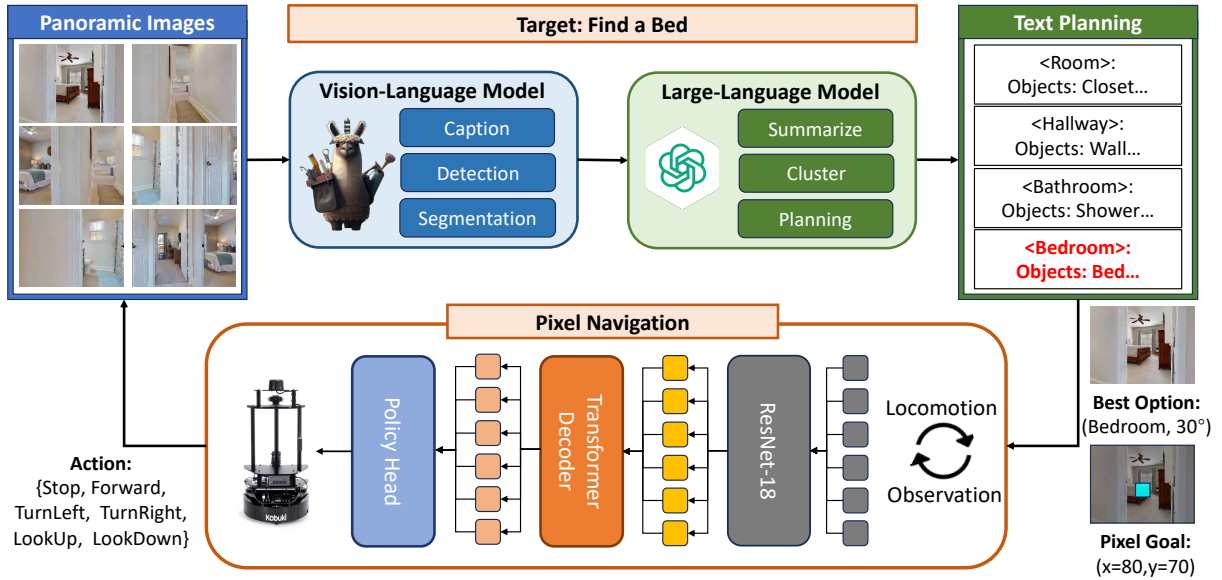 Panoramic Images
Target: Find a Bed
Text Planning
Vision-Language Model
Caption
Detection
Segmentation
Large-Language Model
Summarize
Cluster
Planning
<Room>:
Objects: Closet...
<Hallway>:
Objects: Wall...
<Bathroom>:
Objects: Shower...
<Bedroom>:
Objects: Bed...
Pixel Navigation
Policy Head
Transformer
Decoder
ResNet-18
Locomotion
Observation
Kobuki
Best Option:
(Bedroom, 30°)
Pixel Goal:
(x=80,y=70)
Action:
{Stop, Forward,
TurnLeft, TurnRight,
LookUp, LookDown}